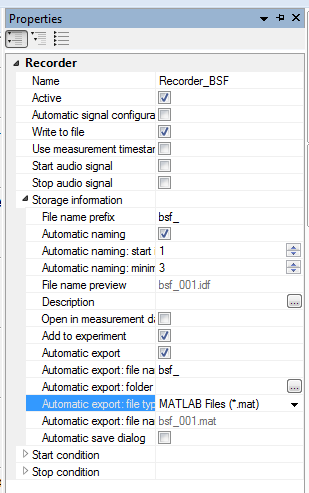 Properties
Recorder
Name Recorder_BSF
Active
Automatic signal configura
Write to file
Use measurement timestar
Start audio signal
Stop audio signal
Storage information
File name prefix bsf_
Automatic naming
Automatic naming: start i 1
Automatic naming: minim 3
File name preview bsf_001.idf
Description ...
Open in measurement da
Add to experiment
Automatic export
Automatic export: file na bsf_
Automatic export: folder ...
Automatic export: file typ MATLAB Files (*.mat)
Automatic export: file na bsf_001.mat
Automatic save dialog
Start condition
Stop condition